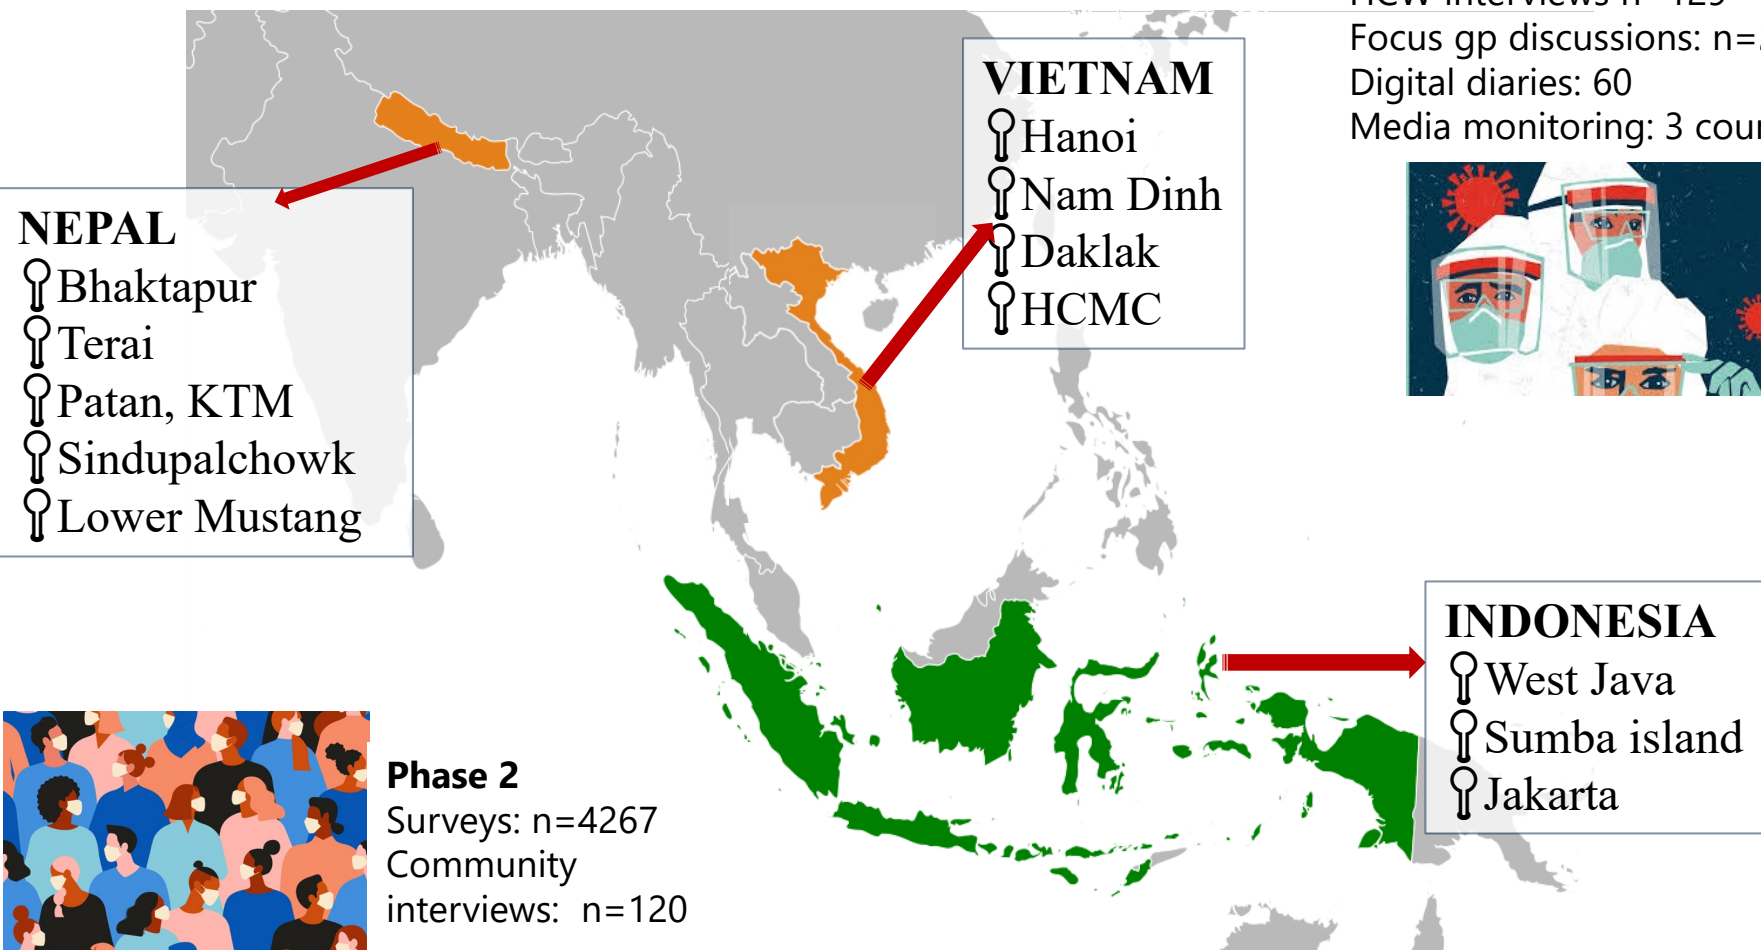 Focus gp discussions: n=
Digital diaries: 60
Media monitoring: 3
VIETNAM
Hanoi
Nam Dinh
Daklak
HCMC
NEPAL
Bhaktapur
Terai
Patan, KTM
Sindupalchowk
Lower Mustang
INDONESIA
West Java
Sumba island
Jakarta
Phase 2
Surveys: n=4267
Community
interviews: n=120